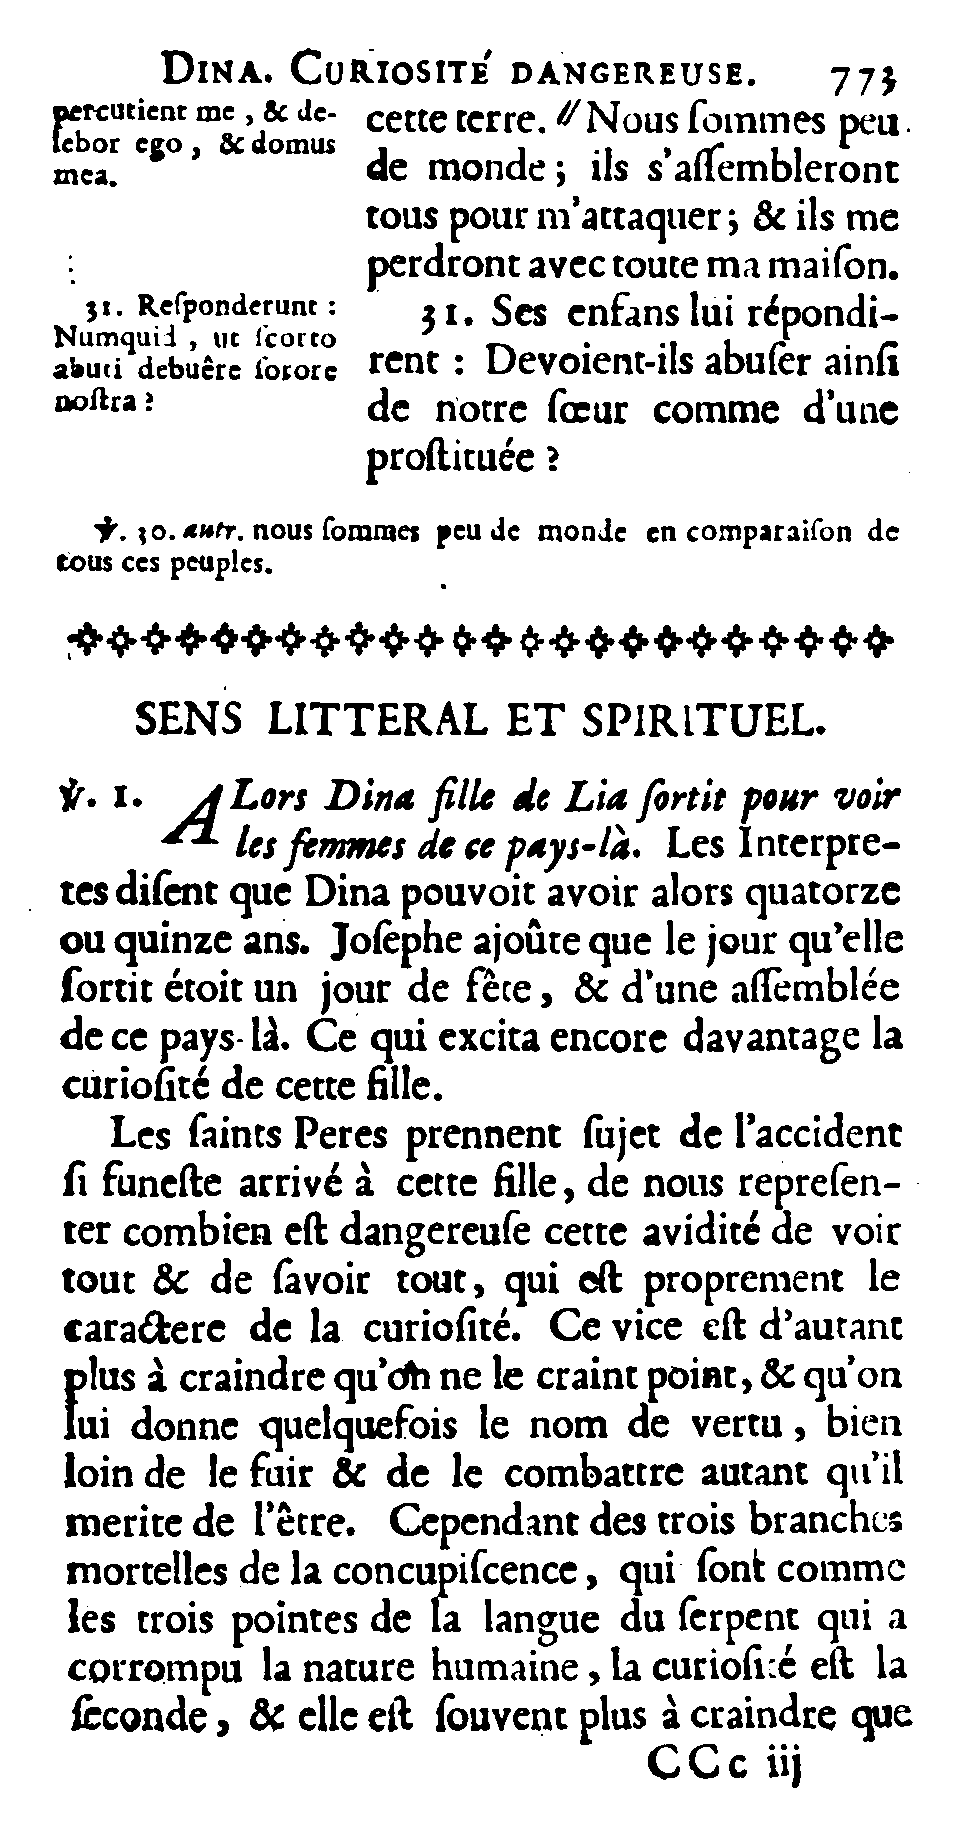 DINA. CURIOSITÉ DANGEREUSE. 773
percutient me, & de-
lebor ego, & domus
mea.
31. Reſponderunt :
Numquid, ut ſcorto
abuti debuêre ſorore
noſtra ?
cette terre. // Nous ſommes peu
de monde ; ils s'aſſembleront
tous pour m'attaquer ; & ils me
perdront avec toute ma maiſon.
31. Ses enfans lui répondi-
rent : Devoient-ils abuſer ainſi
de notre ſœur comme d'une
proſtituée ?
℣. 30. autr. nous ſommes peu de monde en comparaiſon de
tous ces peuples.
SENS LITTERAL ET SPIRITUEL.
℣. 1. ALors Dina fille de Lia ſortit pour voir
les femmes de ce pays-là. Les Interpre-
tes diſent que Dina pouvoit avoir alors quatorze
ou quinze ans. Joſephe ajoûte que le jour qu'elle
ſortit étoit un jour de fête, & d'une aſſemblée
de ce pays-là. Ce qui excita encore davantage la
curioſité de cette fille.
Les ſaints Peres prennent ſujet de l'accident
ſi funeſte arrivé à cette fille, de nous repreſen-
ter combien eſt dangereuſe cette avidité de voir
tout & de ſavoir tout, qui eſt proprement le
caractere de la curioſité. Ce vice eſt d'autant
plus à craindre qu'on ne le craint point, & qu'on
lui donne quelquefois le nom de vertu, bien
loin de le fuir & de le combattre autant qu'il
merite de l'être. Cependant des trois branches
mortelles de la concupiſcence, qui ſont comme
les trois pointes de la langue du ſerpent qui a
corrompu la nature humaine, la curioſité eſt la
ſeconde, & elle eſt ſouvent plus à craindre que
CCc iij